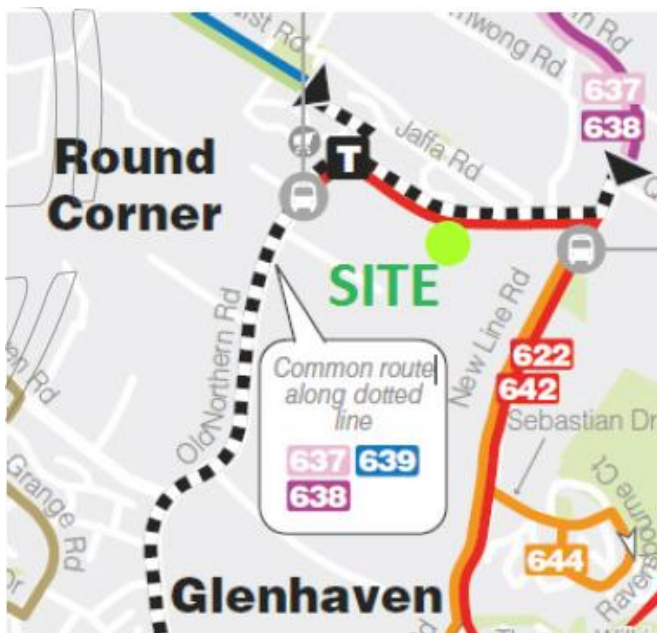 637
638
Jaffa Rd
Round
Corner
T
SITE
Old Northern Rd
New Line Rd
Common route
along dotted
line
637 639
638
622
642
Sebastian Dr
Grange Rd
644
Glenhaven